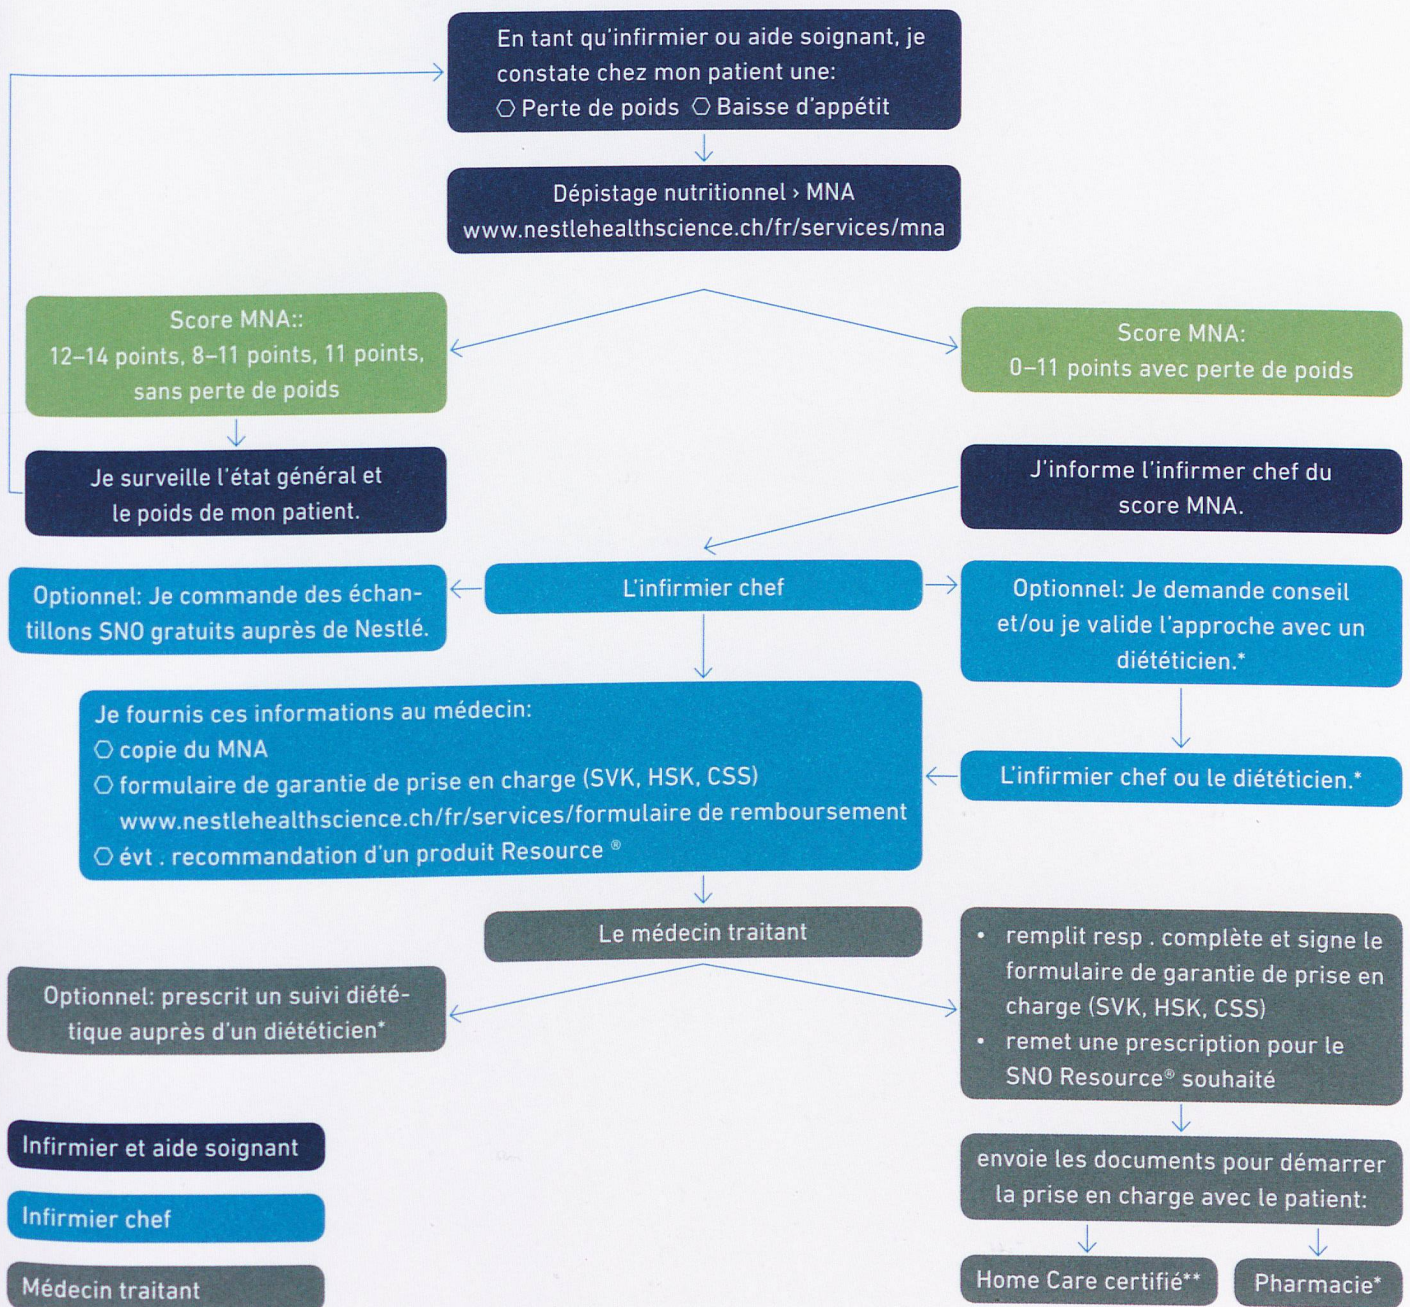 En tant qu'infirmier ou aide soignant, je
constate chez mon patient une:
Perte de poids Baisse d'appétit
Dépistage nutritionnel › MNA
www.nestlehealthscience.ch/fr/services/mna
Score MNA::
12–14 points, 8–11 points, 11 points,
sans perte de poids
Score MNA:
0–11 points avec perte de poids
Je surveille l'état général et
le poids de mon patient.
J'informe l'infirmer chef du
score MNA.
Optionnel: Je commande des échan-
tillons SNO gratuits auprès de Nestlé.
L'infirmier chef
Optionnel: Je demande conseil
et/ou je valide l'approche avec un
diététicien.*
Je fournis ces informations au médecin:
copie du MNA
formulaire de garantie de prise en charge (SVK, HSK, CSS)
www.nestlehealthscience.ch/fr/services/formulaire de remboursement
évt . recommandation d'un produit Resource ®
L'infirmier chef ou le diététicien.*
Le médecin traitant
Optionnel: prescrit un suivi diété-
tique auprès d'un diététicien*
• remplit resp . complète et signe le
formulaire de garantie de prise en
charge (SVK, HSK, CSS)
• remet une prescription pour le
SNO Resource® souhaité
envoie les documents pour démarrer
la prise en charge avec le patient:
Home Care certifié**
Pharmacie*
Infirmier et aide soignant
Infirmier chef
Médecin traitant